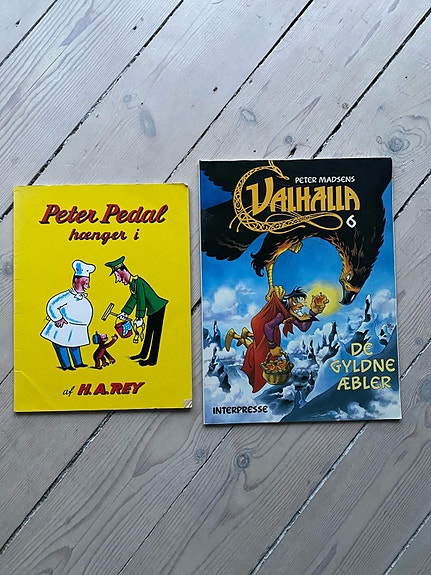 Peter Pedal
hænger i
af H.A.REY
PETER MADSENS
VALHALLA
6
DE
GYLDNE
ÆBLER
INTERPRESSE